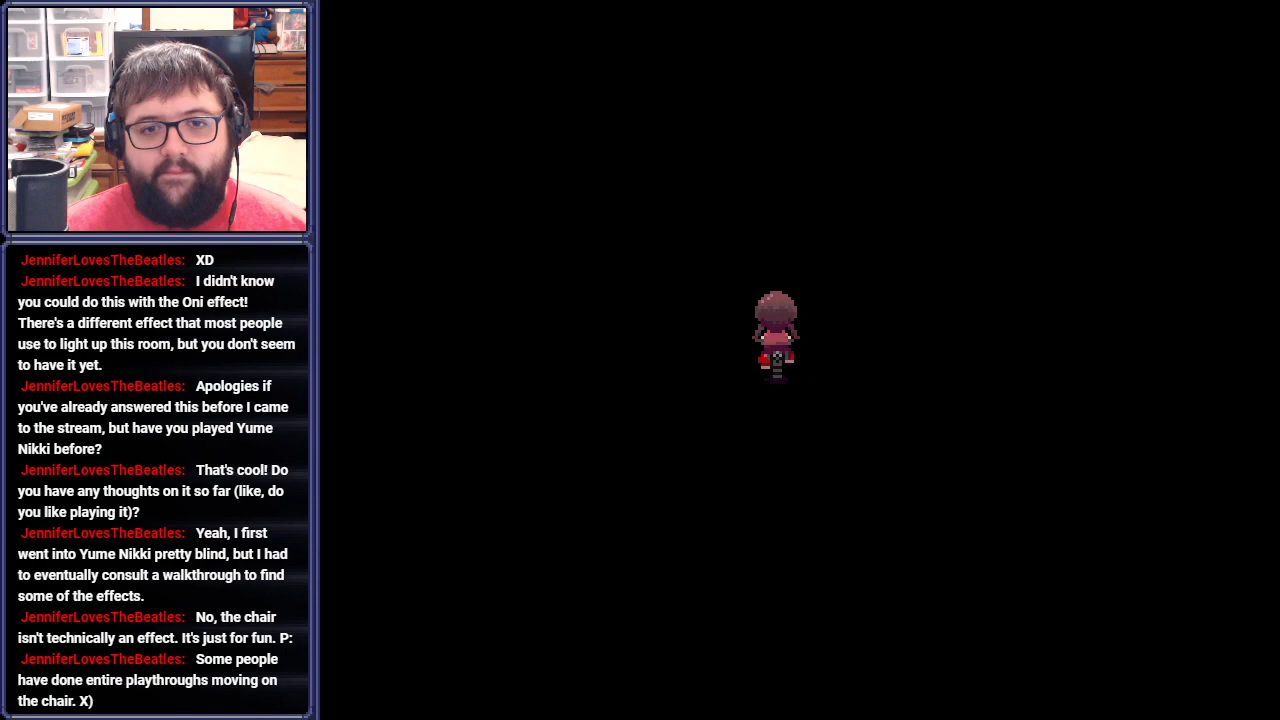 JenniferLovesTheBeatles: XD
JenniferLovesTheBeatles: I didn't know
you could do this with the Oni effect!
There's a different effect that most people
use to light up this room, but you don't seem
to have it yet.
JenniferLovesTheBeatles: Apologies if
you've already answered this before I came
to the stream, but have you played Yume
Nikki before?
JenniferLovesTheBeatles: That's cool! Do
you have any thoughts on it so far (like, do
you like playing it)?
JenniferLovesTheBeatles: Yeah, I first
went into Yume Nikki pretty blind, but I had
to eventually consult a walkthrough to find
some of the effects.
JenniferLovesTheBeatles: No, the chair
isn't technically an effect. It's just for fun. P:
JenniferLovesTheBeatles: Some people
have done entire playthroughs moving on
the chair. X)